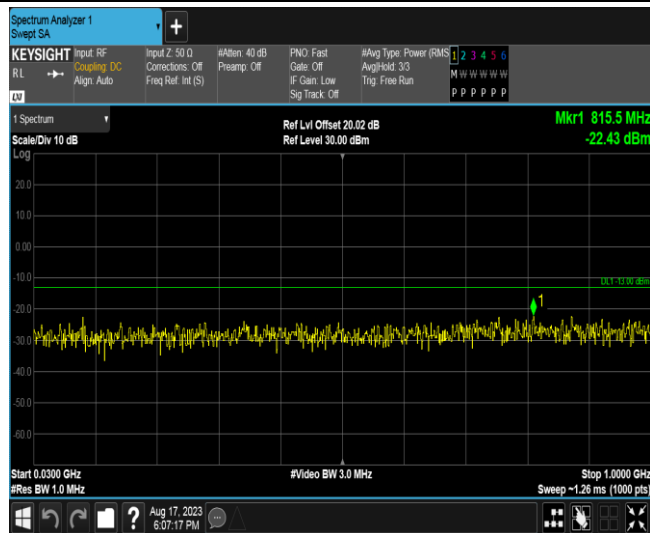 Spectrum Analyzer 1
Swept SA
+
KEYSIGHT
RL
Input: RF
Coupling: DC
Align: Auto
Input Z: 50 Ω
Corrections: Off
Freq Ref: Int (S)
#Atten: 40 dB
Preamp: Off
PNO: Fast
Gate: Off
IF Gain: Low
Sig Track: Off
#Avg Type: Power (RMS
Avg|Hold: 3/3
Trig: Free Run
1 2 3 4 5 6
M W W W W W
P P P P P P
1 Spectrum
Scale/Div 10 dB
Ref Lvl Offset 20.02 dB
Ref Level 30.00 dBm
Mkr1 815.5 MHz
-22.43 dBm
Log
20.0
10.0
0.00
-10.0
DL1 -13.00 dBm
1
-20.0
-30.0
-40.0
-50.0
-60.0
Start 0.0300 GHz
#Res BW 1.0 MHz
#Video BW 3.0 MHz
Stop 1.0000 GHz
Sweep ~1.26 ms (1000 pts)
?
Aug 17, 2023
6:07:17 PM